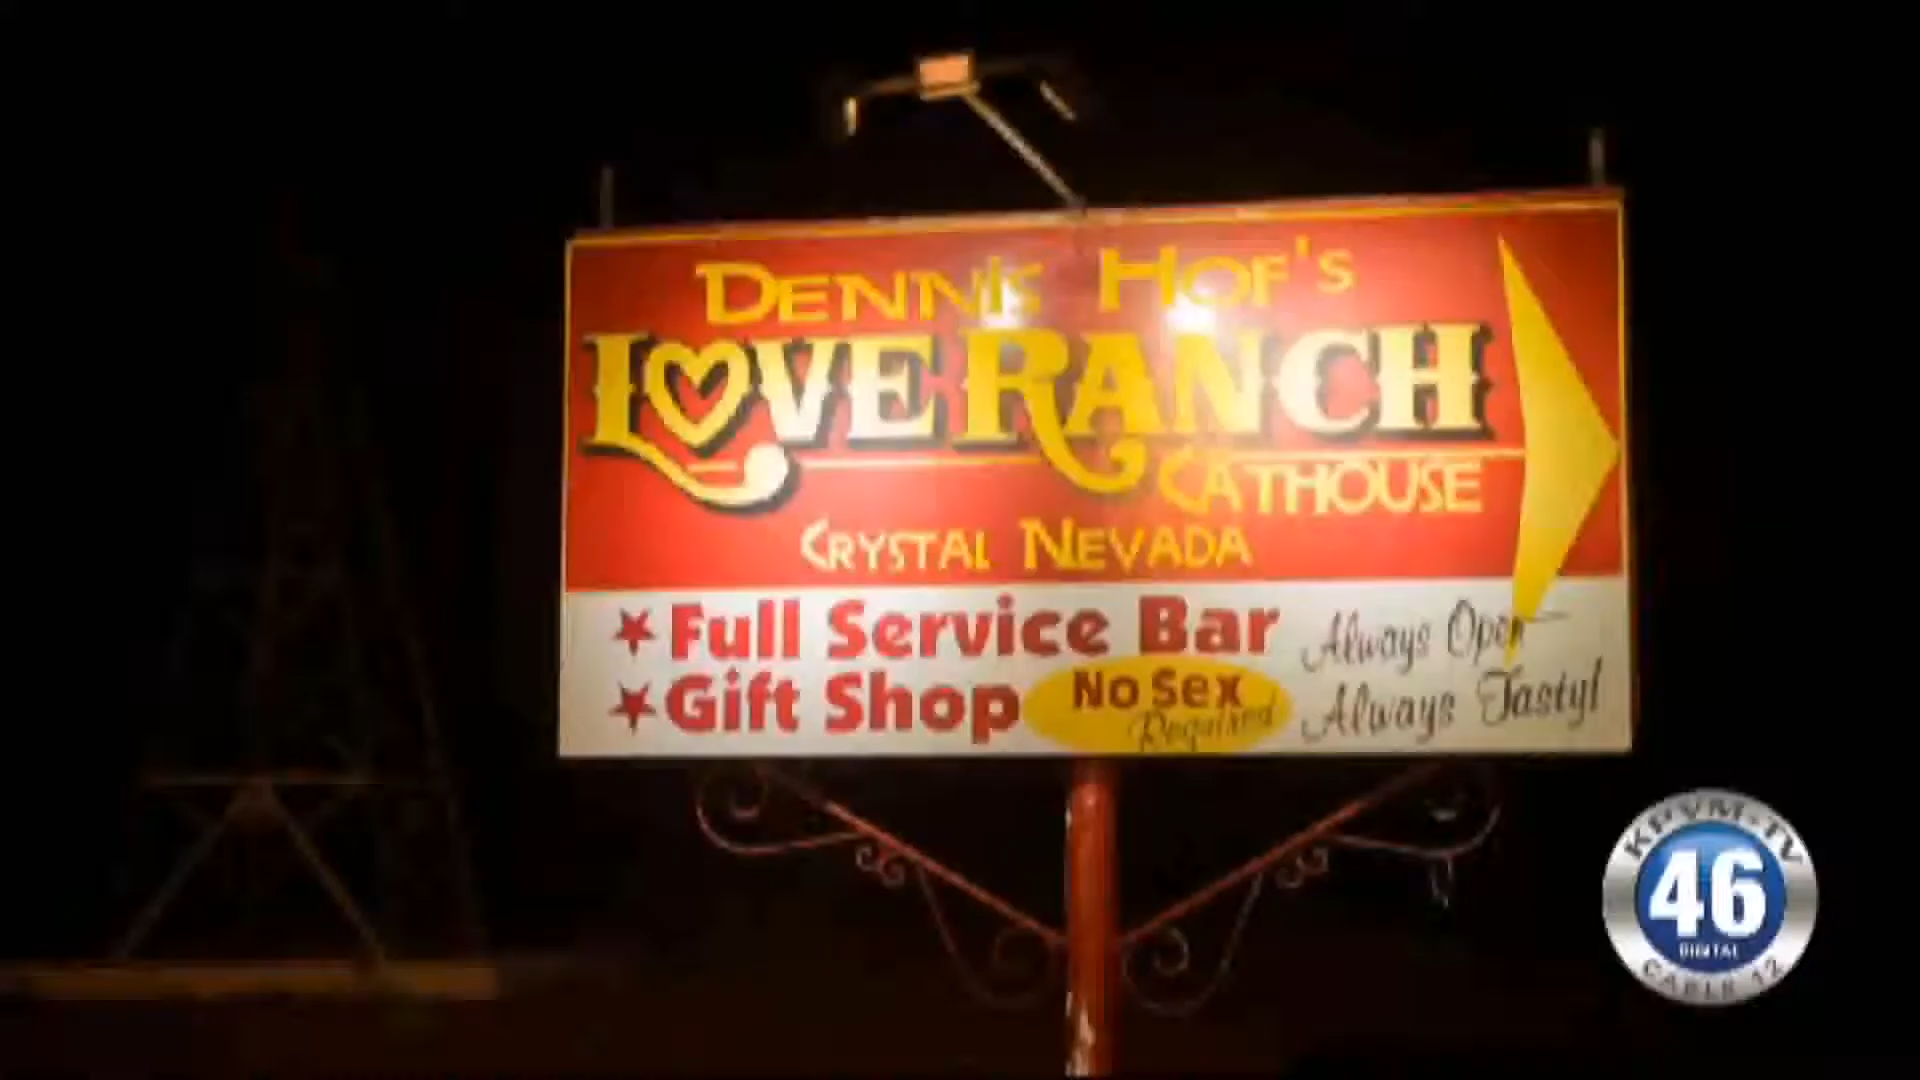 DENNIS HOF'S
LOVE RANCH
CATHOUSE
CRYSTAL NEVADA
★ Full Service Bar
★ Gift Shop
No Sex
Required
Always Open
Always Tasty!
KPVM-TV
46
DIGITAL
CABLE 12